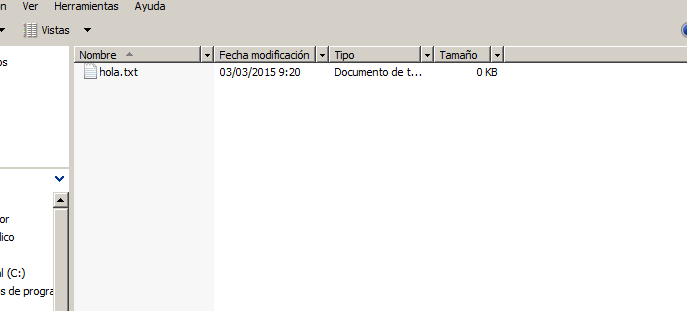 n Ver Herramientas Ayuda
Vistas
os
Nombre Fecha modificación Tipo Tamaño
hola.txt 03/03/2015 9:20 Documento de t... 0 KB
or
lico
l (C:)
s de progra